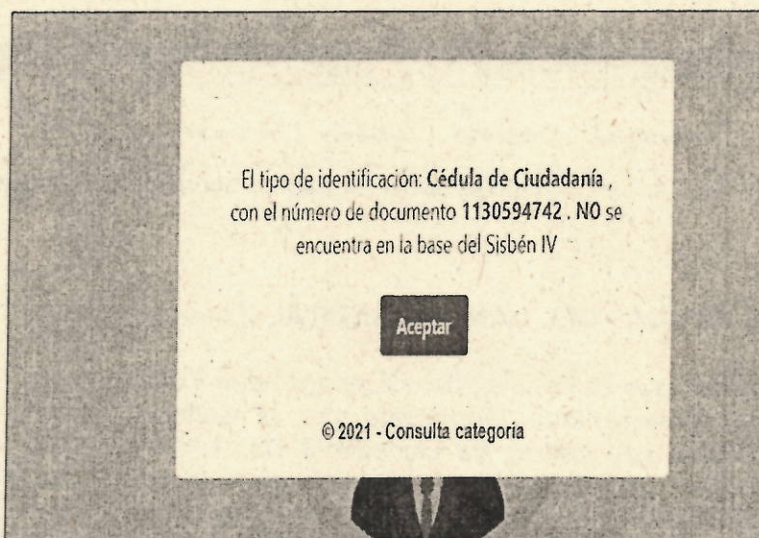 El tipo de identificación: Cédula de Ciudadanía ,
con el número de documento 1130594742 . NO se
encuentra en la base del Sisbén IV
Aceptar
© 2021 - Consulta categoria